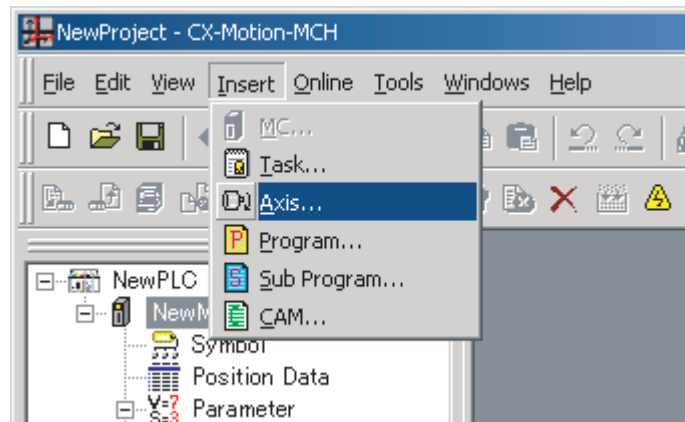 NewProject - CX-Motion-MCH
File Edit View Insert Online Tools Windows Help
MC...
Task...
Axis...
Program...
Sub Program...
CAM...
NewPLC
Symbol
Position Data
Parameter